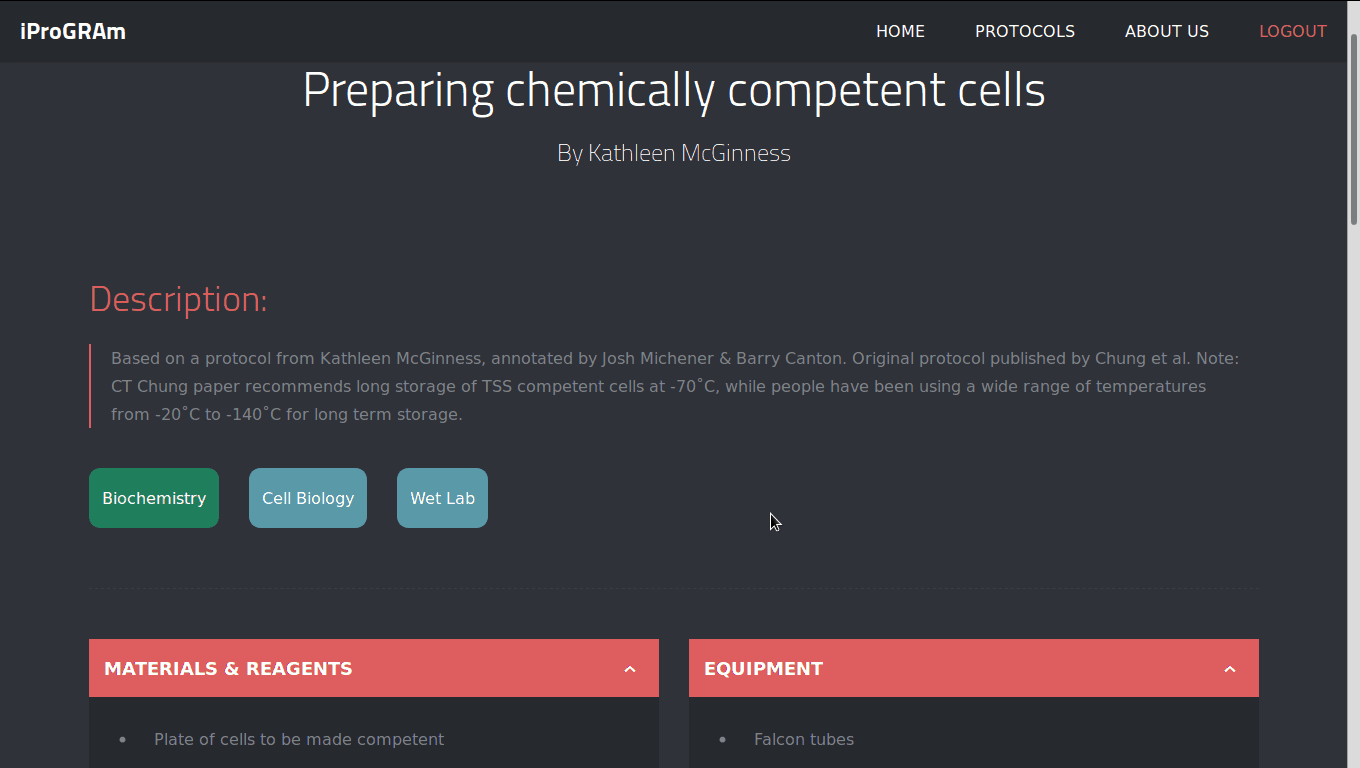 iProGRAm
HOME PROTOCOLS ABOUT US LOGOUT
Preparing chemically competent cells
By Kathleen McGinness
Description:
Based on a protocol from Kathleen McGinness, annotated by Josh Michener & Barry Canton. Original protocol published by Chung et al. Note:
CT Chung paper recommends long storage of TSS competent cells at -70˚C, while people have been using a wide range of temperatures
from -20˚C to -140˚C for long term storage.
Biochemistry
Cell Biology
Wet Lab
MATERIALS & REAGENTS
• Plate of cells to be made competent
EQUIPMENT
• Falcon tubes